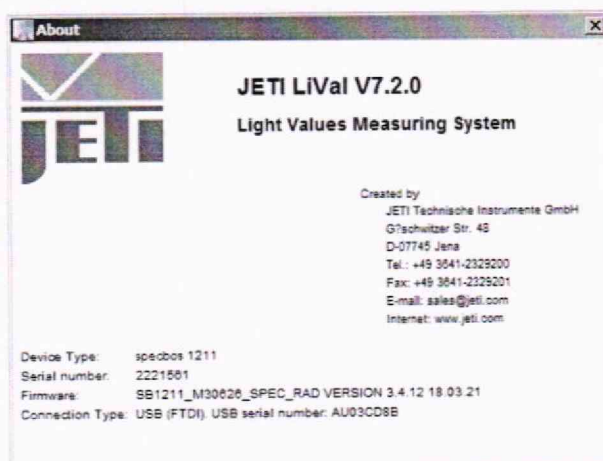 About
JETI
JETI LiVal V7.2.0
Light Values Measuring System
Created by
JETI Technische Instrumente GmbH
G?schwitzer Str. 48
D-07745 Jena
Tel.: +49 3641-2329200
Fax: +49 3641-2329201
E-mail: sales@jeti.com
Internet: www.jeti.com
Device Type: specbos 1211
Serial number: 2221561
Firmware: SB1211_M30626_SPEC_RAD VERSION 3.4.12 18.03.21
Connection Type: USB (FTDI). USB serial number: AU03CD8B